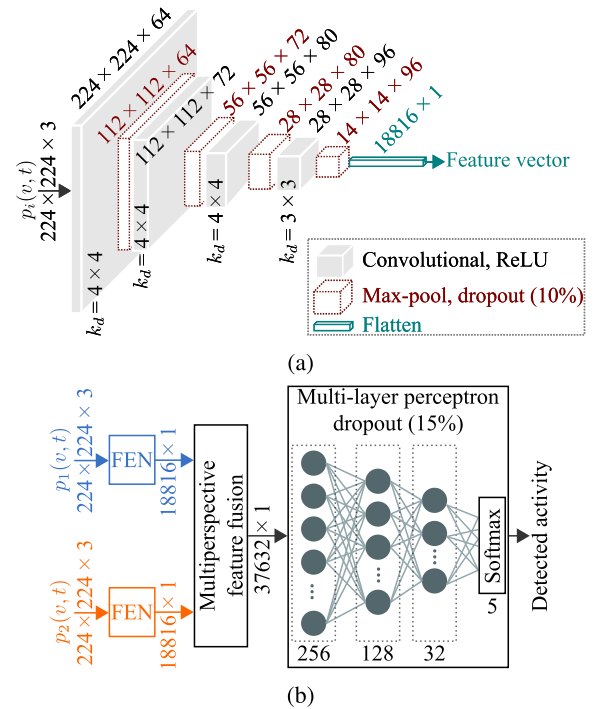 224 × 224 × 64
112 × 112 × 64
112 × 112 × 72
56 × 56 × 72
56 × 56 × 80
28 × 28 × 80
28 × 28 × 96
14 × 14 × 96
18816 × 1
p_i(v, t)
224 × 224 × 3
Feature vector
k_d = 4 × 4
k_d = 4 × 4
k_d = 4 × 4
k_d = 3 × 3
Convolutional, ReLU
Max-pool, dropout (10%)
Flatten
(a)
p_1(v, t)
224 × 224 × 3
FEN
18816 × 1
p_2(v, t)
224 × 224 × 3
FEN
18816 × 1
Multiperspective
feature fusion
37632 × 1
Multi-layer perceptron
dropout (15%)
256
128
32
Softmax
5
Detected activity
(b)